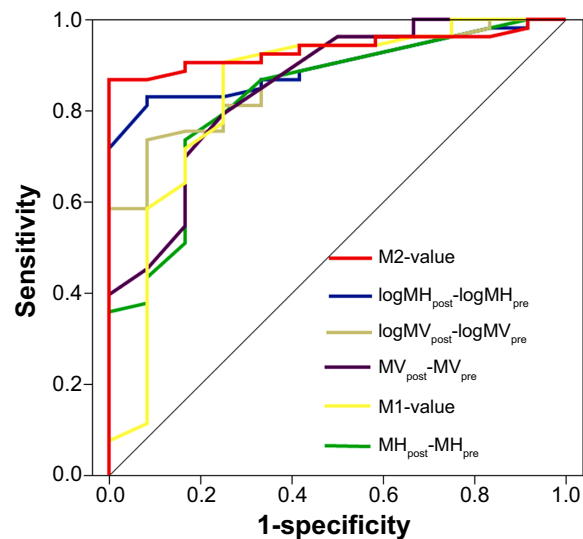 Sensitivity
1.0
0.8
0.6
0.4
0.2
0.0
M2-value
logMHpost-logMHpre
logMVpost-logMVpre
MVpost-MVpre
M1-value
MHpost-MHpre
0.0 0.2 0.4 0.6 0.8 1.0
1-specificity